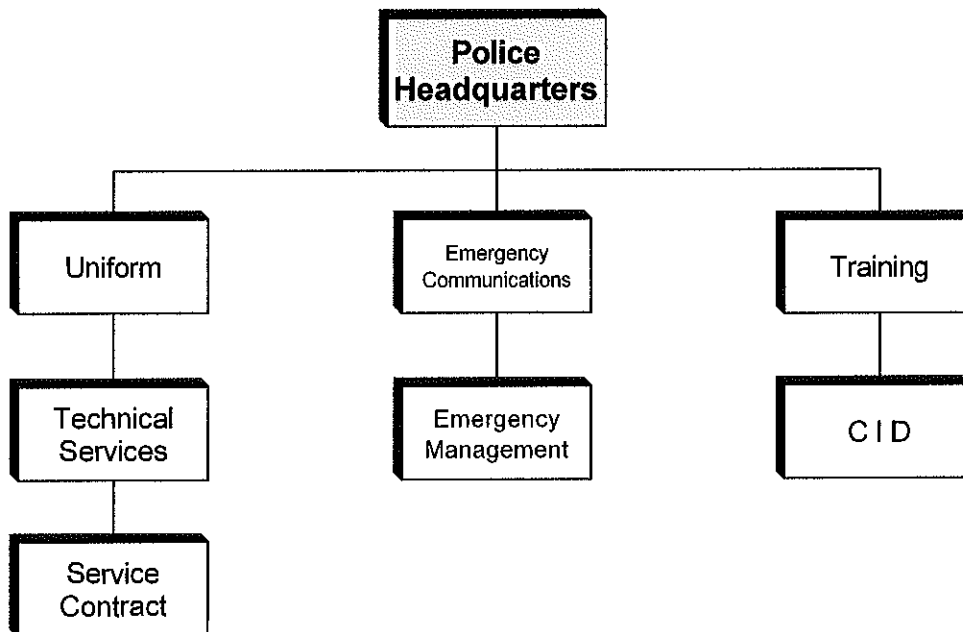 Police
Headquarters
Uniform
Emergency
Communications
Training
Technical
Services
Emergency
Management
C I D
Service
Contract